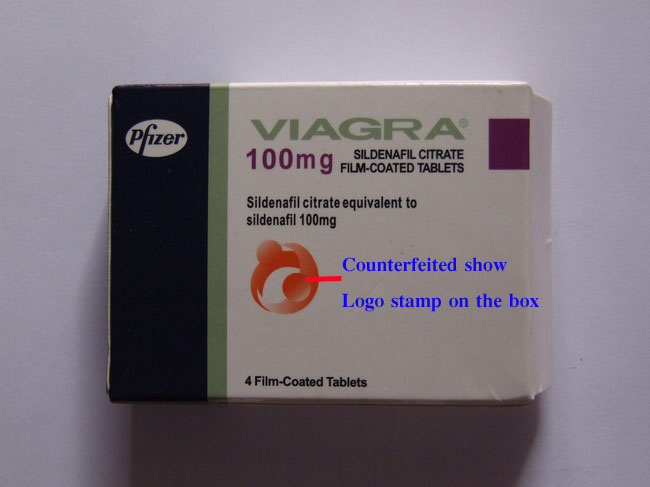 Pfizer
VIAGRA®
100mg SILDENAFIL CITRATE
FILM-COATED TABLETS
Sildenafil citrate equivalent to
sildenafil 100mg
Counterfeited show
Logo stamp on the box
4 Film-Coated Tablets